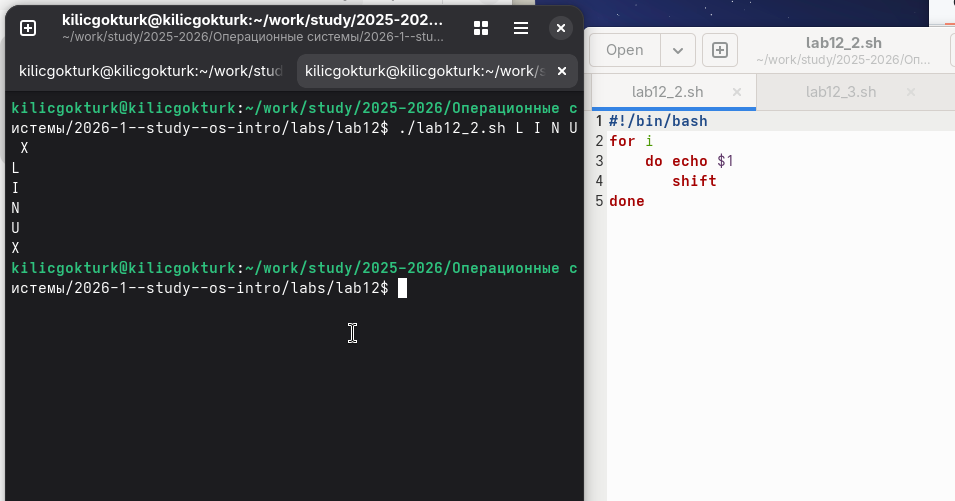 kilicgokturk@kilicgokturk:~/work/study/2025-202...
~/work/study/2025-2026/Операционные системы/2026-1--stu...
kilicgokturk@kilicgokturk:~/work/stud
kilicgokturk@kilicgokturk:~/work/s
kilicgokturk@kilicgokturk:~/work/study/2025-2026/Операционные с
истемы/2026-1--study--os-intro/labs/lab12$ ./lab12_2.sh L I N U
X
L
I
N
U
X
kilicgokturk@kilicgokturk:~/work/study/2025-2026/Операционные с
истемы/2026-1--study--os-intro/labs/lab12$
Open
lab12_2.sh
~/work/study/2025-2026/Оп...
lab12_2.sh
lab12_3.sh
1 #!/bin/bash
2 for i
3     do echo $1
4        shift
5 done